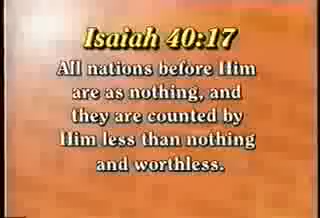 Isaiah 40:17
All nations before Him
are as nothing, and
they are counted by
Him less than nothing
and worthless.